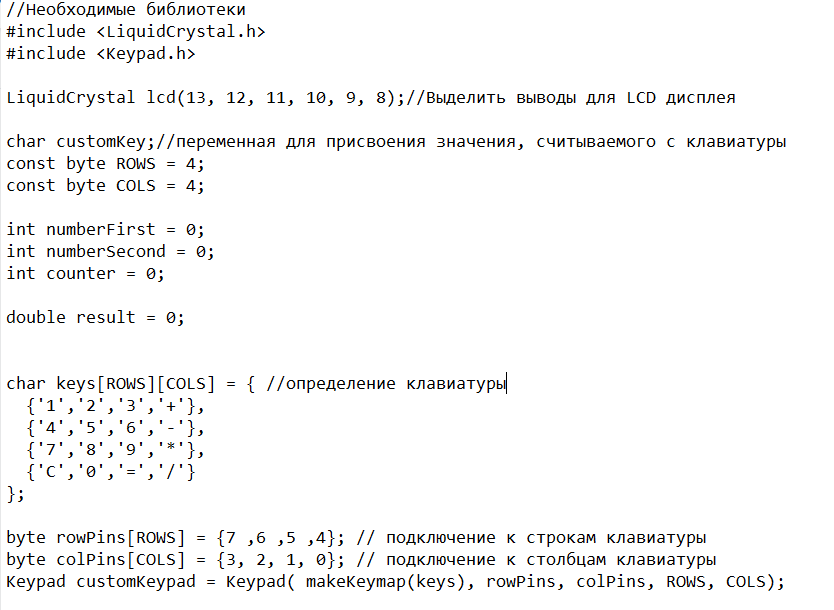 //Необходимые библиотеки
#include <LiquidCrystal.h>
#include <Keypad.h>
LiquidCrystal lcd(13, 12, 11, 10, 9, 8);//Выделить выводы для LCD дисплея
char customKey;//переменная для присвоения значения, считываемого с клавиатуры
const byte ROWS = 4;
const byte COLS = 4;
int numberFirst = 0;
int numberSecond = 0;
int counter = 0;
double result = 0;
char keys[ROWS][COLS] = { //определение клавиатуры
  {'1','2','3','+'},
  {'4','5','6','-'},
  {'7','8','9','*'},
  {'C','0','=','/'}
};
byte rowPins[ROWS] = {7 ,6 ,5 ,4}; // подключение к строкам клавиатуры
byte colPins[COLS] = {3, 2, 1, 0}; // подключение к столбцам клавиатуры
Keypad customKeypad = Keypad( makeKeymap(keys), rowPins, colPins, ROWS, COLS);